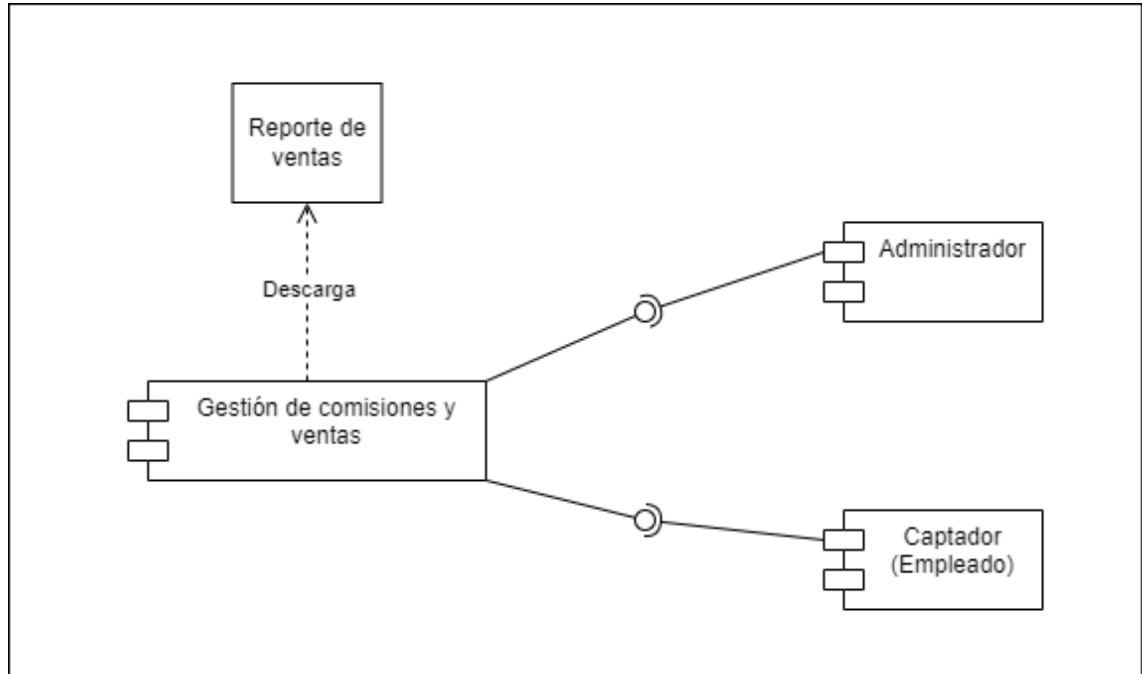 Reporte de
ventas
Administrador
Descarga
Gestión de comisiones y
ventas
Captador
(Empleado)